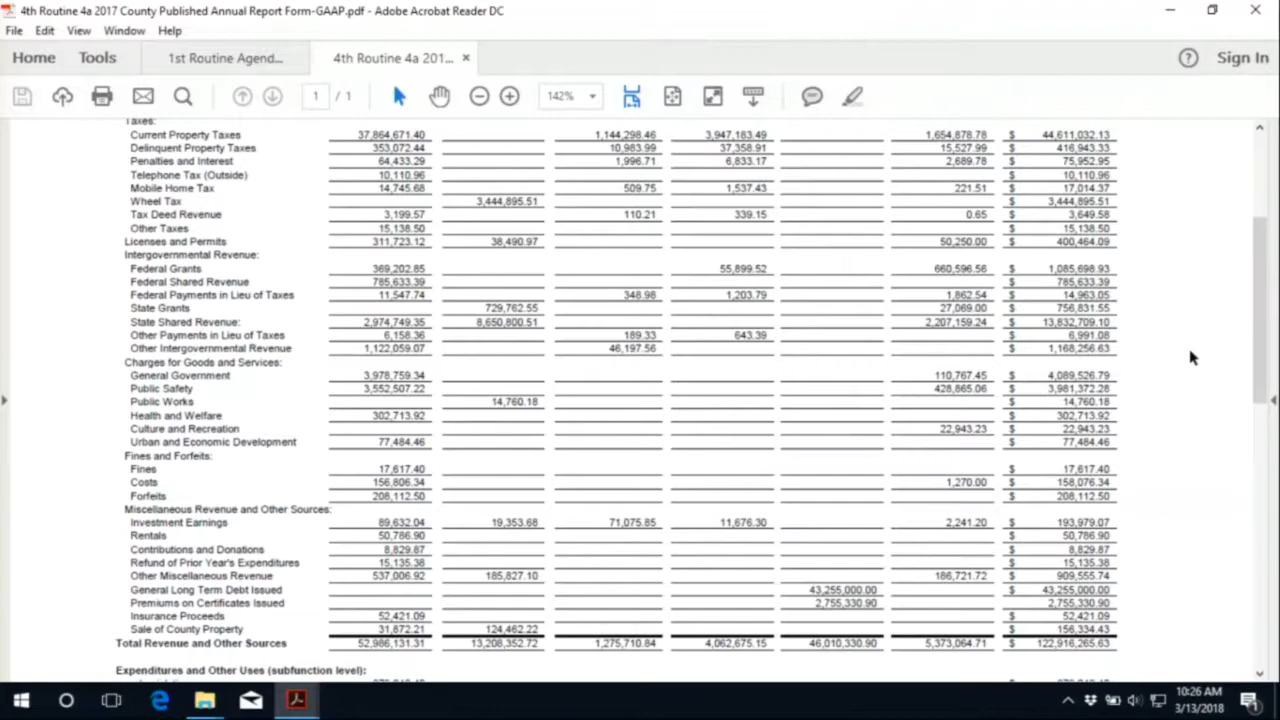 4th Routine 4a 2017 County Published Annual Report Form-GAAP.pdf - Adobe Acrobat Reader DC
File Edit View Window Help
Home Tools 1st Routine Agend... 4th Routine 4a 201... × ? Sign In
1 / 1 142%
Taxes:
Current Property Taxes 37,864,671.40 1,144,298.46 3,947,183.49 1,654,878.78 $ 44,611,032.13
Delinquent Property Taxes 353,072.44 10,983.99 37,358.91 15,527.99 $ 416,943.33
Penalties and Interest 64,433.29 1,996.71 6,833.17 2,689.78 $ 75,952.95
Telephone Tax (Outside) 10,110.96 $ 10,110.96
Mobile Home Tax 14,745.68 509.75 1,537.43 221.51 $ 17,014.37
Wheel Tax 3,444,895.51 $ 3,444,895.51
Tax Deed Revenue 3,199.57 110.21 339.15 0.65 $ 3,649.58
Other Taxes 15,138.50 $ 15,138.50
Licenses and Permits 311,723.12 38,490.97 50,250.00 $ 400,464.09
Intergovernmental Revenue:
Federal Grants 369,202.85 55,899.52 660,596.56 $ 1,085,698.93
Federal Shared Revenue 785,633.39 $ 785,633.39
Federal Payments in Lieu of Taxes 11,547.74 348.98 1,203.79 1,862.54 $ 14,963.05
State Grants 729,762.55 27,069.00 $ 756,831.55
State Shared Revenue: 2,974,749.35 8,650,800.51 2,207,159.24 $ 13,832,709.10
Other Payments in Lieu of Taxes 6,158.36 189.33 643.39 $ 6,991.08
Other Intergovernmental Revenue 1,122,059.07 46,197.56 $ 1,168,256.63
Charges for Goods and Services:
General Government 3,978,759.34 110,767.45 $ 4,089,526.79
Public Safety 3,552,507.22 428,865.06 $ 3,981,372.28
Public Works 14,760.18 $ 14,760.18
Health and Welfare 302,713.92 $ 302,713.92
Culture and Recreation 22,943.23 $ 22,943.23
Urban and Economic Development 77,484.46 $ 77,484.46
Fines and Forfeits:
Fines 17,617.40 $ 17,617.40
Costs 156,806.34 1,270.00 $ 158,076.34
Forfeits 208,112.50 $ 208,112.50
Miscellaneous Revenue and Other Sources:
Investment Earnings 89,632.04 19,353.68 71,075.85 11,676.30 2,241.20 $ 193,979.07
Rentals 50,786.90 $ 50,786.90
Contributions and Donations 8,829.87 $ 8,829.87
Refund of Prior Year's Expenditures 15,135.38 $ 15,135.38
Other Miscellaneous Revenue 537,006.92 185,827.10 186,721.72 $ 909,555.74
General Long Term Debt Issued 43,255,000.00 $ 43,255,000.00
Premiums on Certificates Issued 2,755,330.90 2,755,330.90
Insurance Proceeds 52,421.09 $ 52,421.09
Sale of County Property 31,872.21 124,462.22 $ 156,334.43
Total Revenue and Other Sources 52,986,131.31 13,208,352.72 1,275,710.84 4,062,675.15 46,010,330.90 5,373,064.71 $ 122,916,265.63
Expenditures and Other Uses (subfunction level):
10:26 AM
3/13/2018